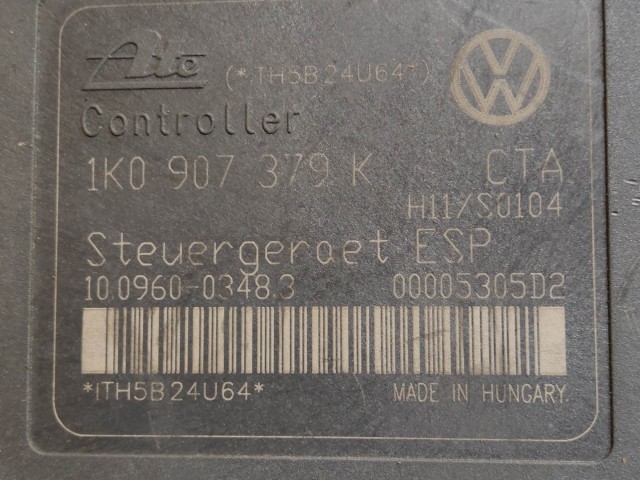 Ate (*ITH5B24U64*)
Controller
1K0 907 379 K CTA
H11/S0104
Steuergeraet ESP
10.0960-0348.3 00005305D2
*ITH5B24U64* MADE IN HUNGARY.